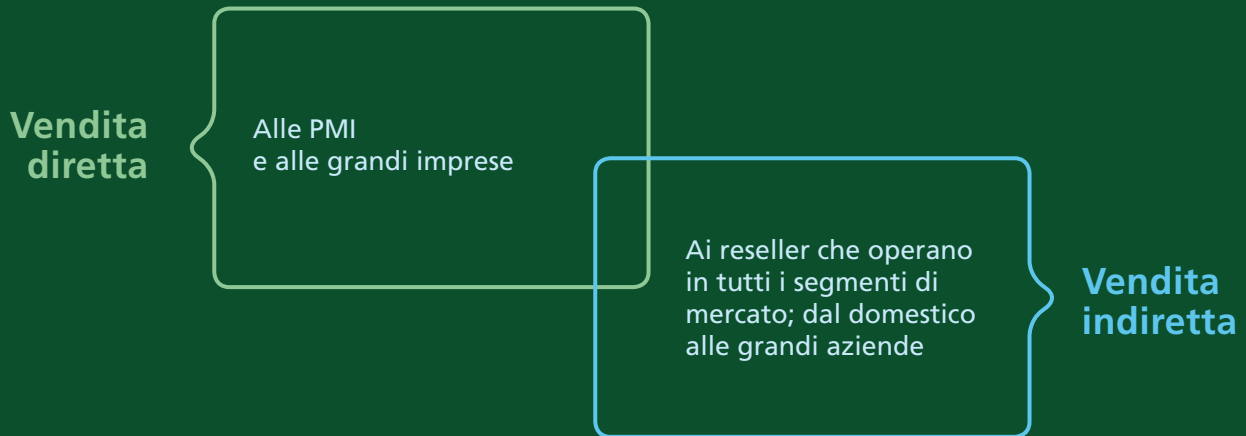 Vendita
diretta
Alle PMI
e alle grandi imprese
Ai reseller che operano
in tutti i segmenti di
mercato; dal domestico
alle grandi aziende
Vendita
indiretta